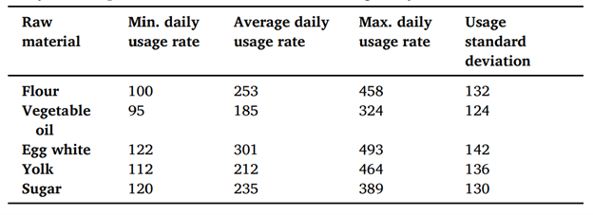 Raw material Min. daily usage rate Average daily usage rate Max. daily usage rate Usage standard deviation
Flour 100 253 458 132
Vegetable oil 95 185 324 124
Egg white 122 301 493 142
Yolk 112 212 464 136
Sugar 120 235 389 130